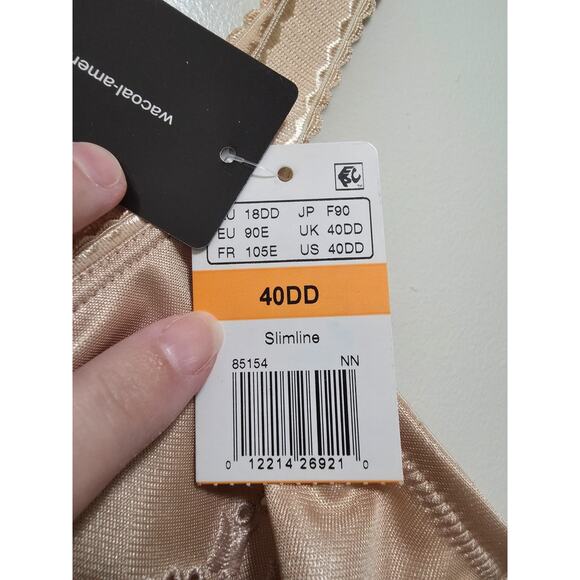 wacoal-amer
U 18DD JP F90
EU 90E UK 40DD
FR 105E US 40DD
40DD
Slimline
85154 NN
0 12214 26921 0